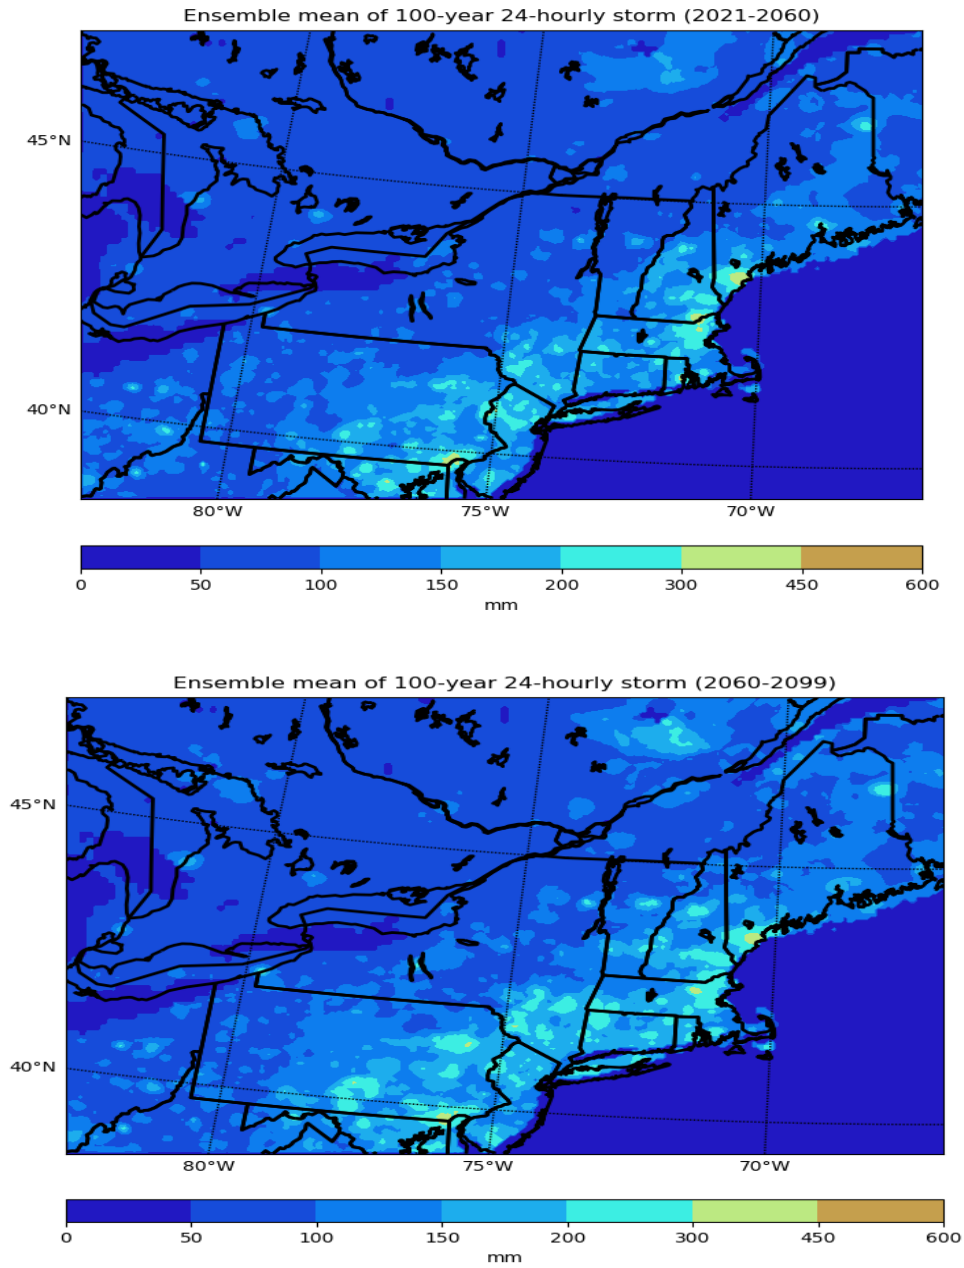 Ensemble mean of 100-year 24-hourly storm (2021-2060)
45°N
40°N
80°W 75°W 70°W
0 50 100 150 200 300 450 600
mm
Ensemble mean of 100-year 24-hourly storm (2060-2099)
45°N
40°N
80°W 75°W 70°W
0 50 100 150 200 300 450 600
mm